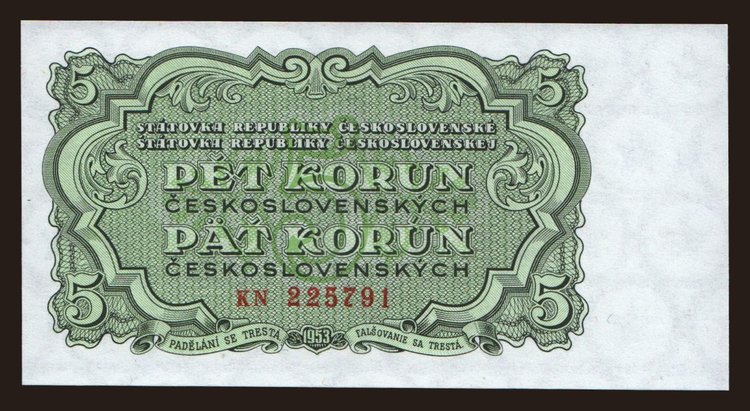 5 5
STÁTOVKA REPUBLIKY ČESKOSLOVENSKÉ
ŠTÁTOVKA REPUBLIKY ČESKOSLOVENSKEJ
PĚT KORUN
ČESKOSLOVENSKÝCH
PÄŤ KORÚN
ČESKOSLOVENSKÝCH
KN 225791
5 5
PADĚLÁNÍ SE TRESTÁ 1953 FALŠOVANIE SA TRESTÁ.